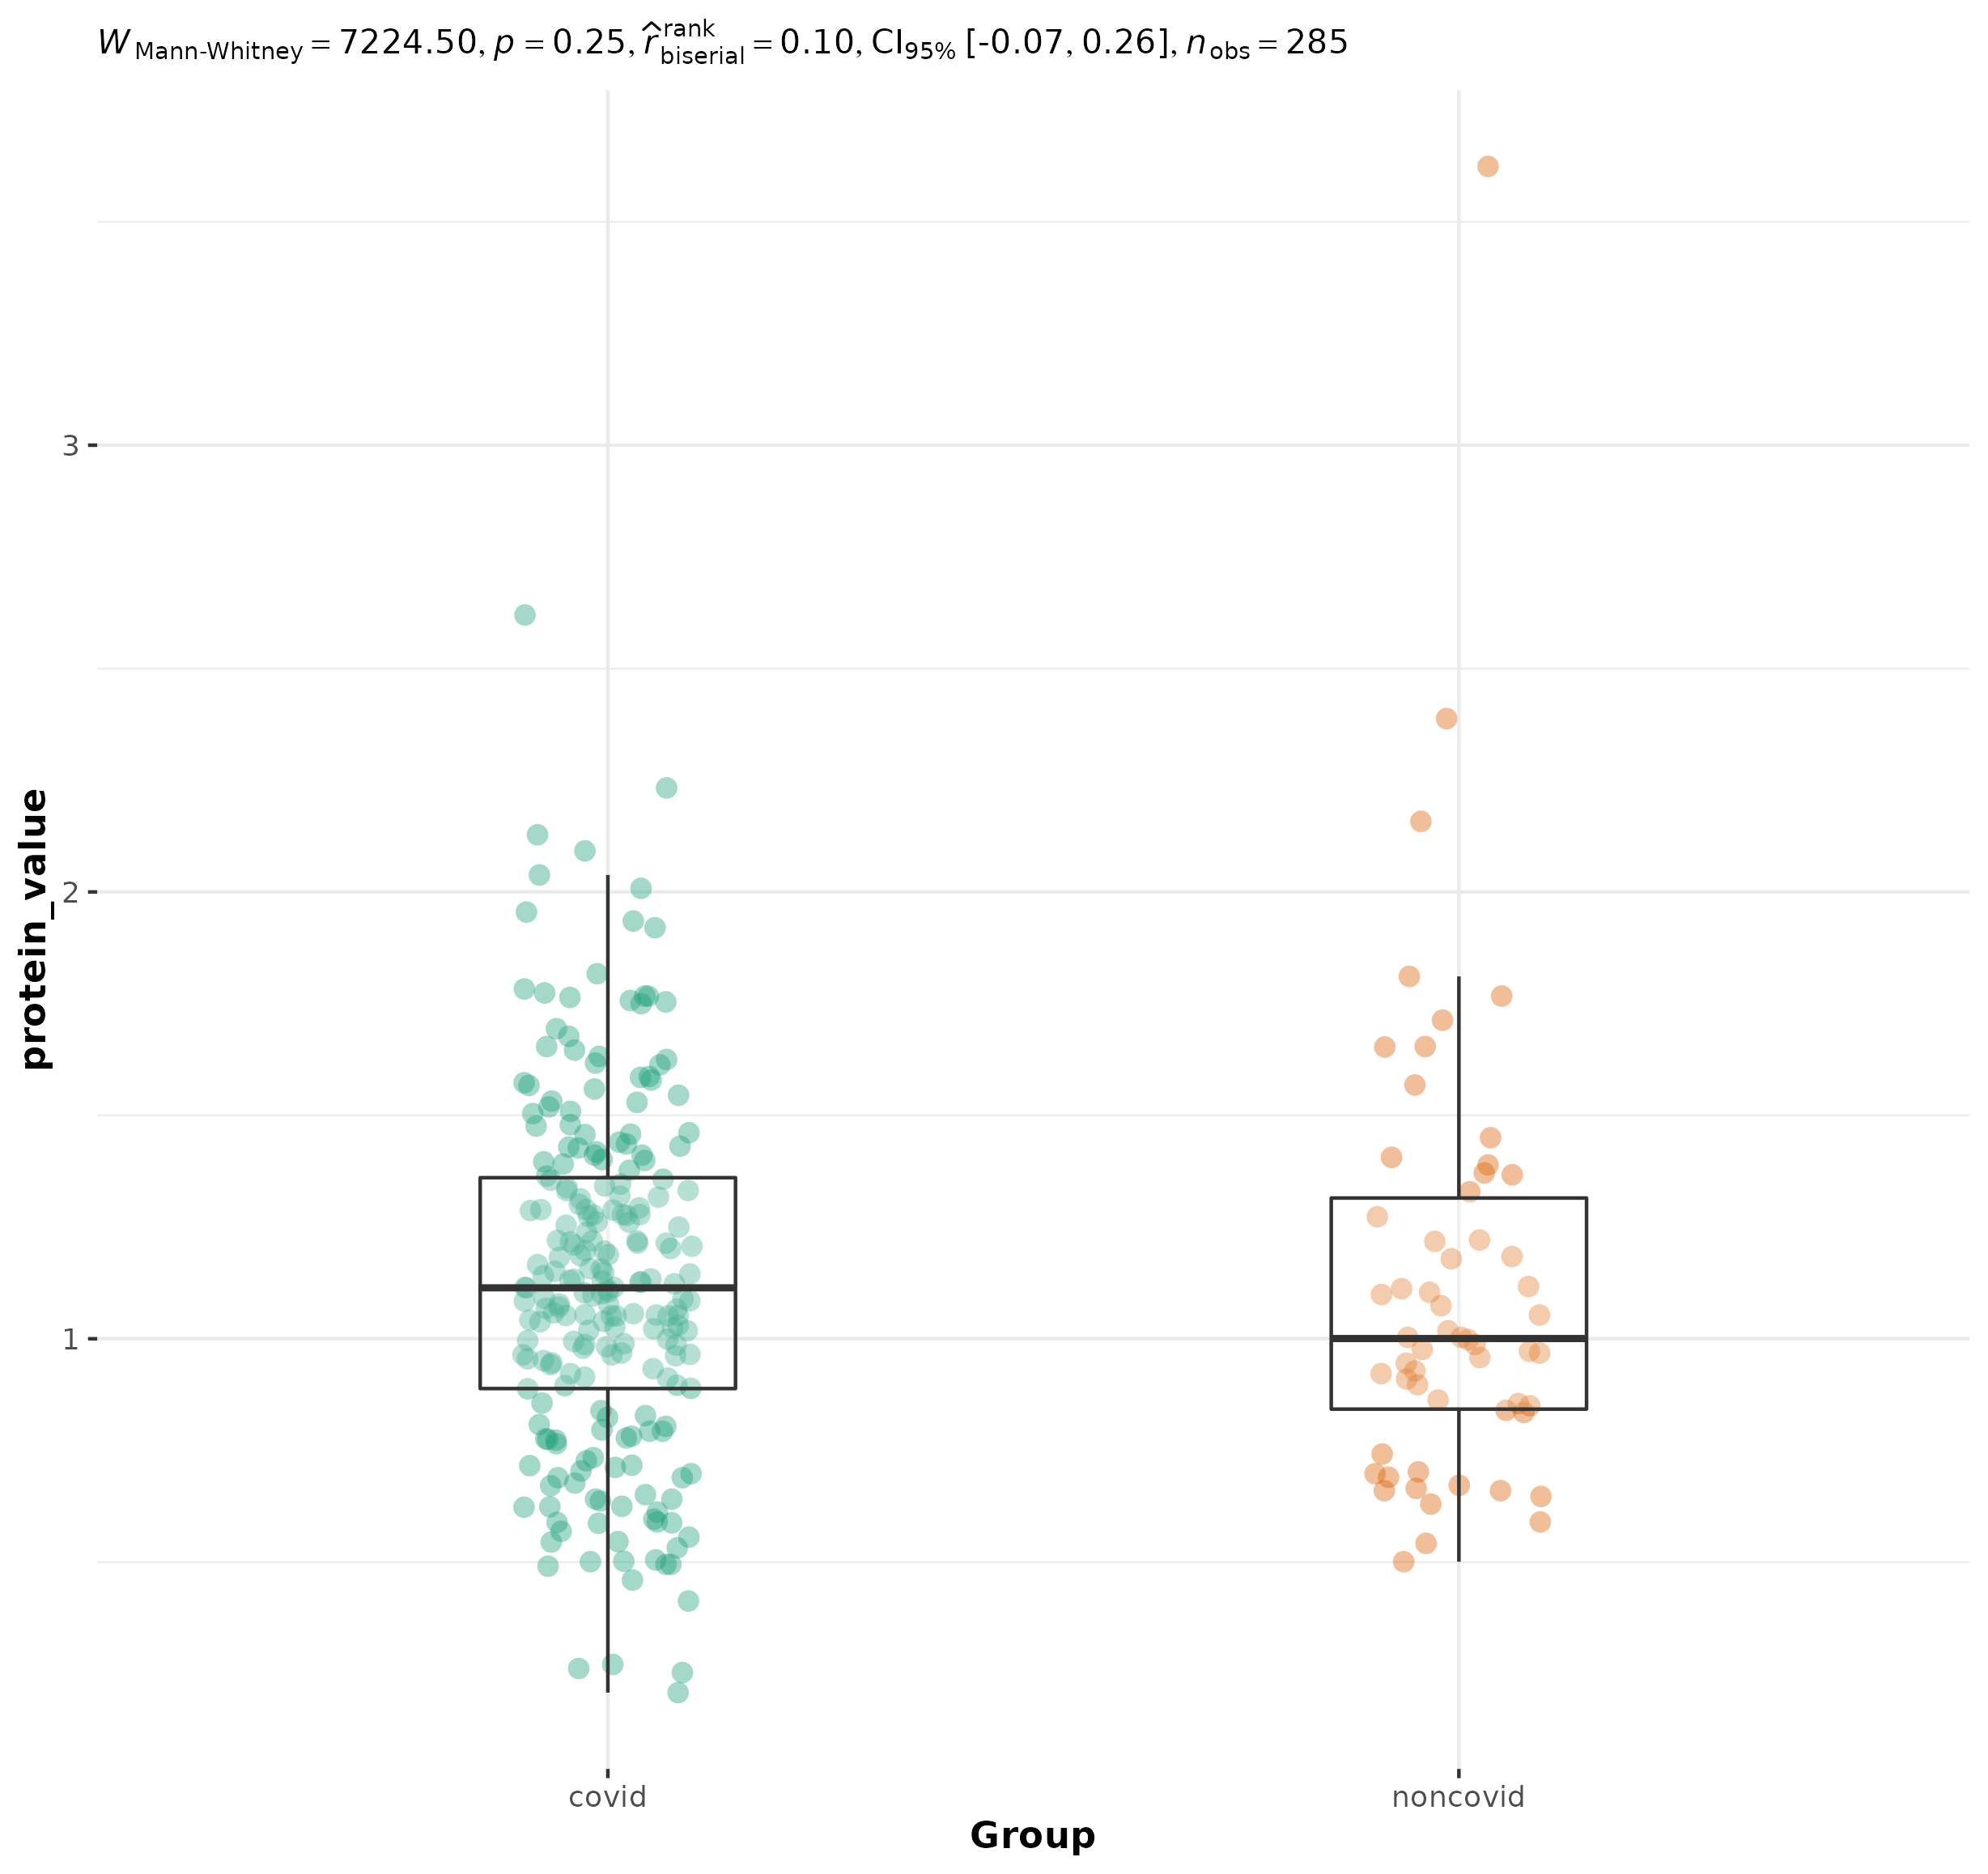 W Mann-Whitney = 7224.50, p = 0.25, r̂ rank biserial = 0.10, CI95% [-0.07, 0.26], nobs = 285
3
2
1
protein_value
covid noncovid
Group